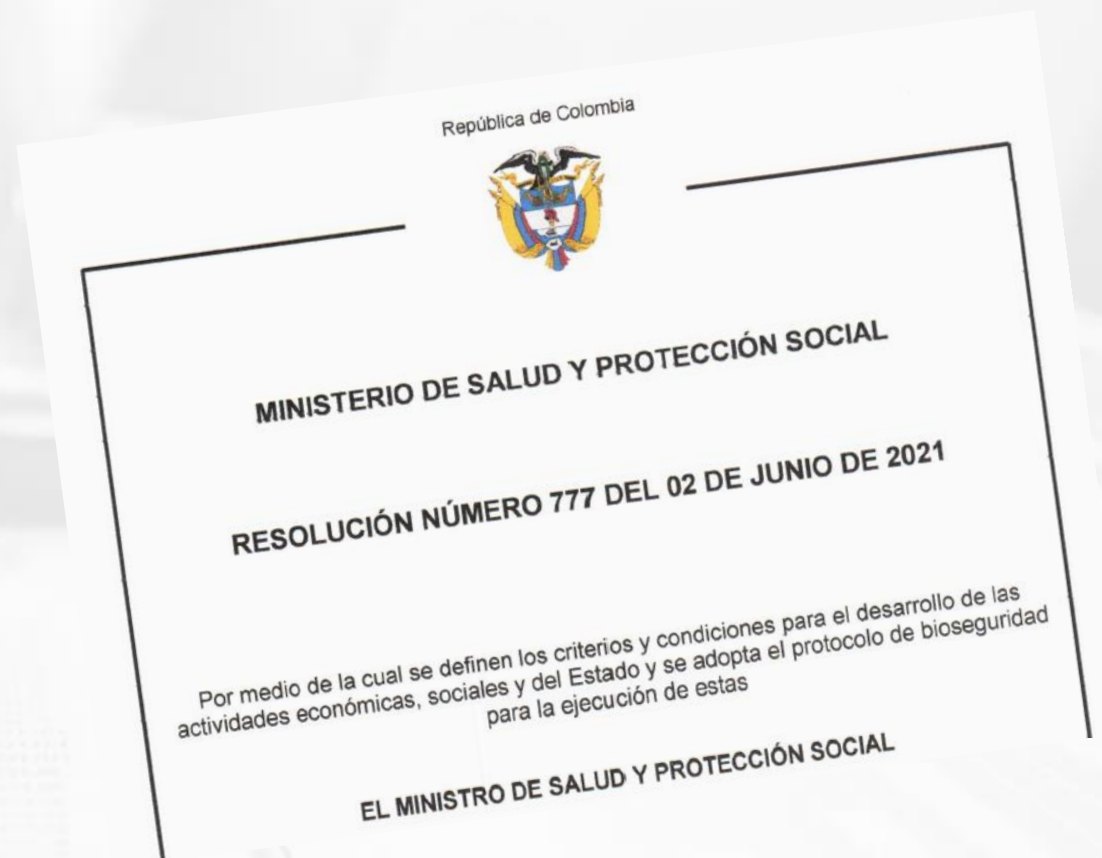 República de Colombia
MINISTERIO DE SALUD Y PROTECCIÓN SOCIAL
RESOLUCIÓN NÚMERO 777 DEL 02 DE JUNIO DE 2021
Por medio de la cual se definen los criterios y condiciones para el desarrollo de las
actividades económicas, sociales y del Estado y se adopta el protocolo de bioseguridad
para la ejecución de estas
EL MINISTRO DE SALUD Y PROTECCIÓN SOCIAL